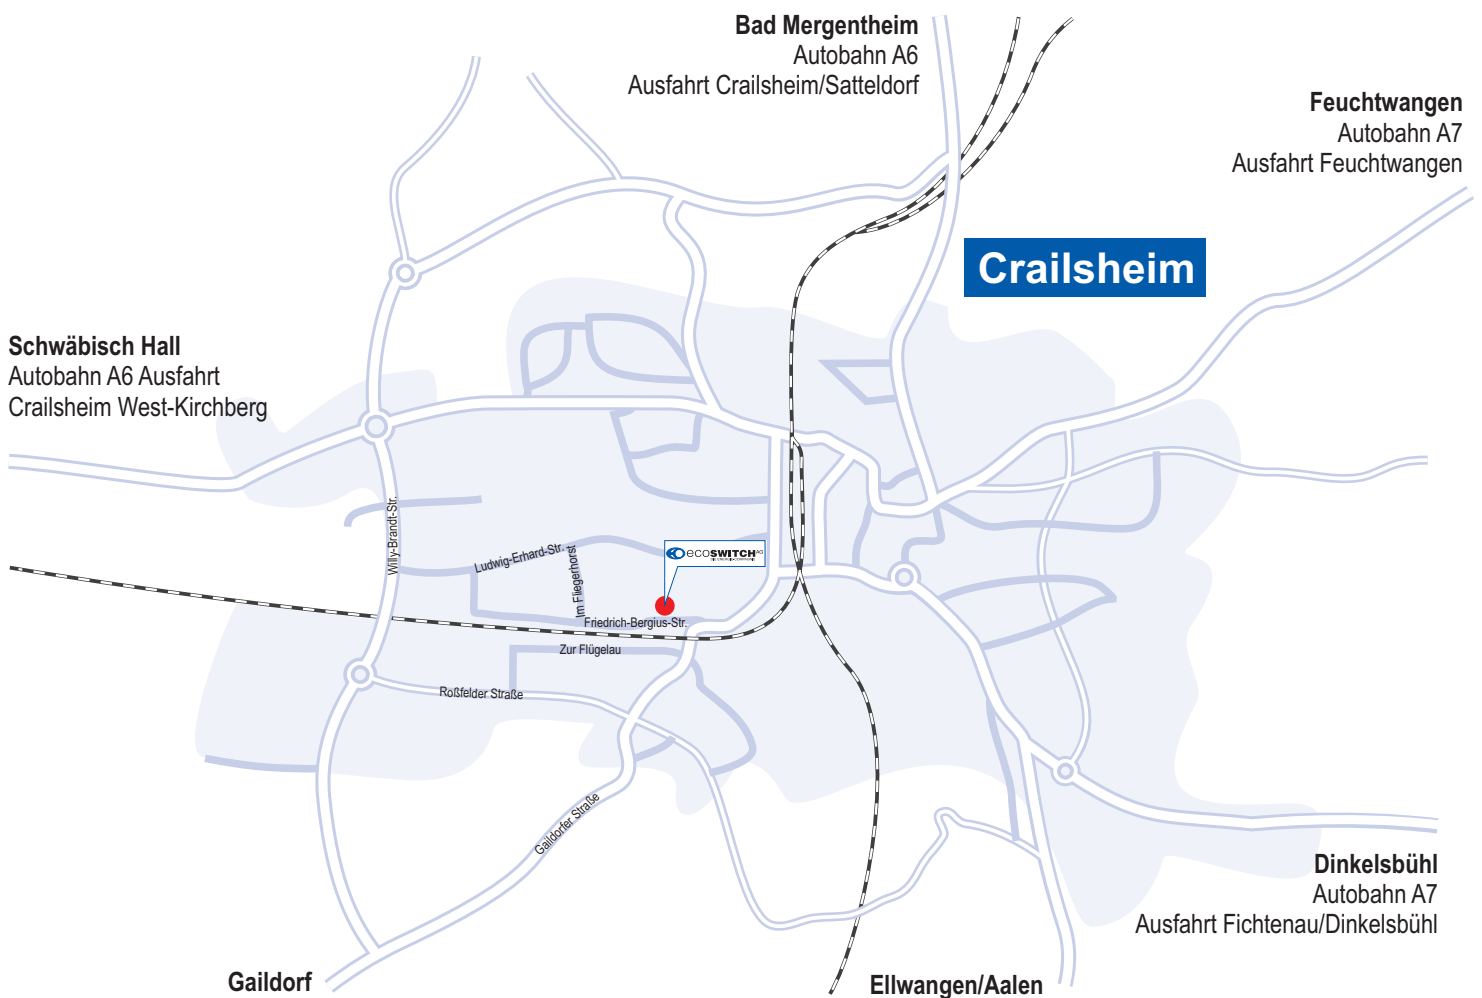 Bad Mergentheim
Autobahn A6
Ausfahrt Crailsheim/Satteldorf
Feuchtwangen
Autobahn A7
Ausfahrt Feuchtwangen
Crailsheim
Schwäbisch Hall
Autobahn A6 Ausfahrt
Crailsheim West-Kirchberg
Willy-Brandt-Str.
Ludwig-Erhard-Str.
Im Fliegerhorst
ecoSWITCH AG
Friedrich-Bergius-Str.
Zur Flügelau
Roßfelder Straße
Gaildorfer Straße
Dinkelsbühl
Autobahn A7
Ausfahrt Fichtenau/Dinkelsbühl
Gaildorf
Ellwangen/Aalen